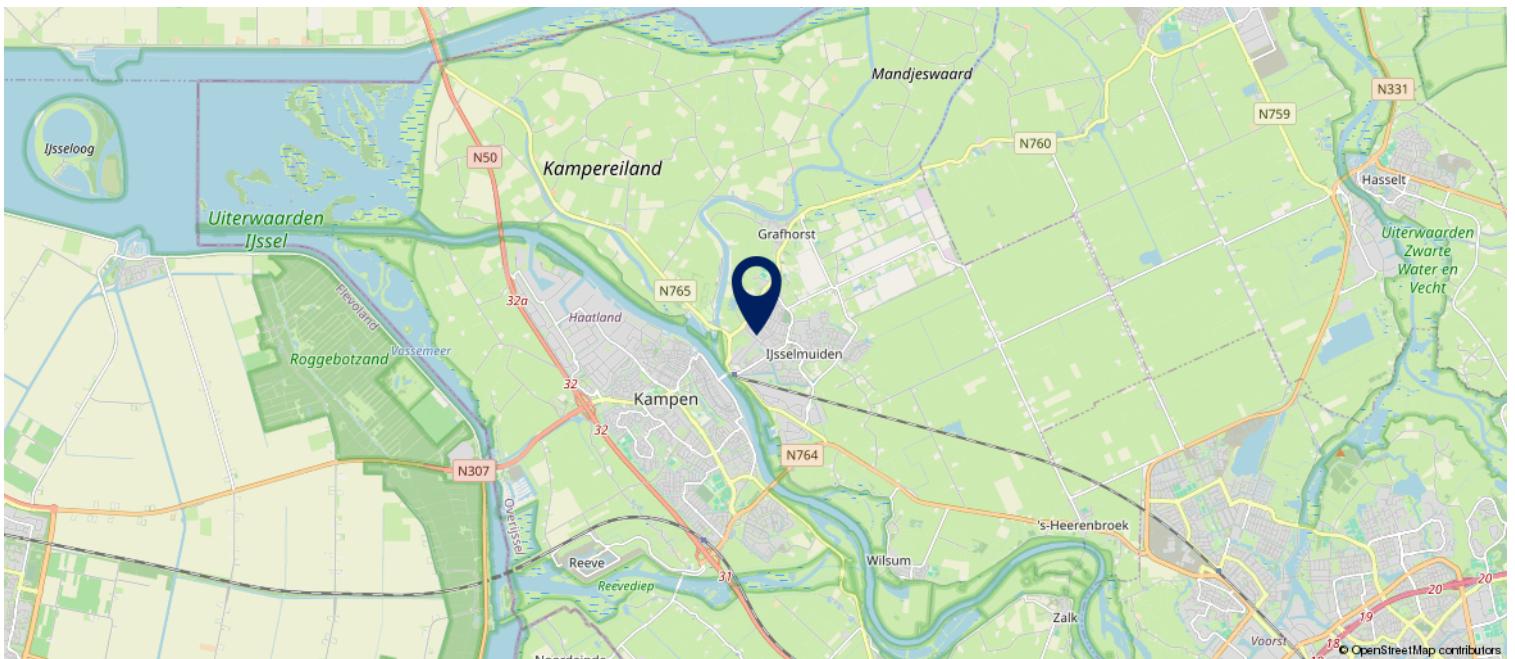 Mandjeswaard
N331
N759
N760
IJsseloog
N50
Kampereiland
Hasselt
Uiterwaarden
IJssel
Grafhorst
Uiterwaarden
Zwarte
Water en
Vecht
N765
32a
Flevoland
Haatland
Vossemeer
IJsselmuiden
Roggebotzand
32
Kampen
32
N764
N307
Overijssel
's-Heerenbroek
Reeve
Wilsum
31
Reevediep
20
20
19
Zalk
Voorst
18
Noordeinde
© OpenStreetMap contributors